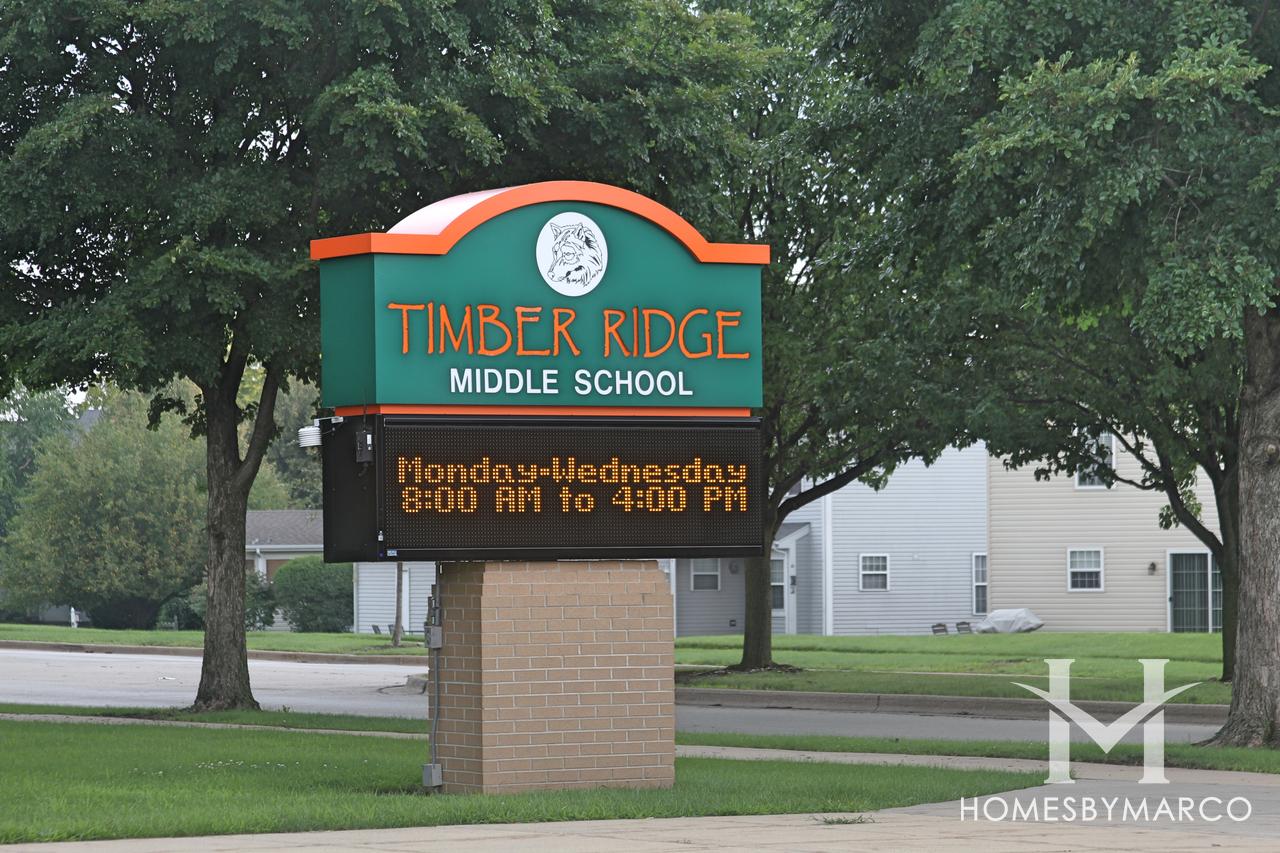 TIMBER RIDGE
MIDDLE SCHOOL
Monday-Wednesday
8:00 AM to 4:00 PM
HOMESBYMARCO